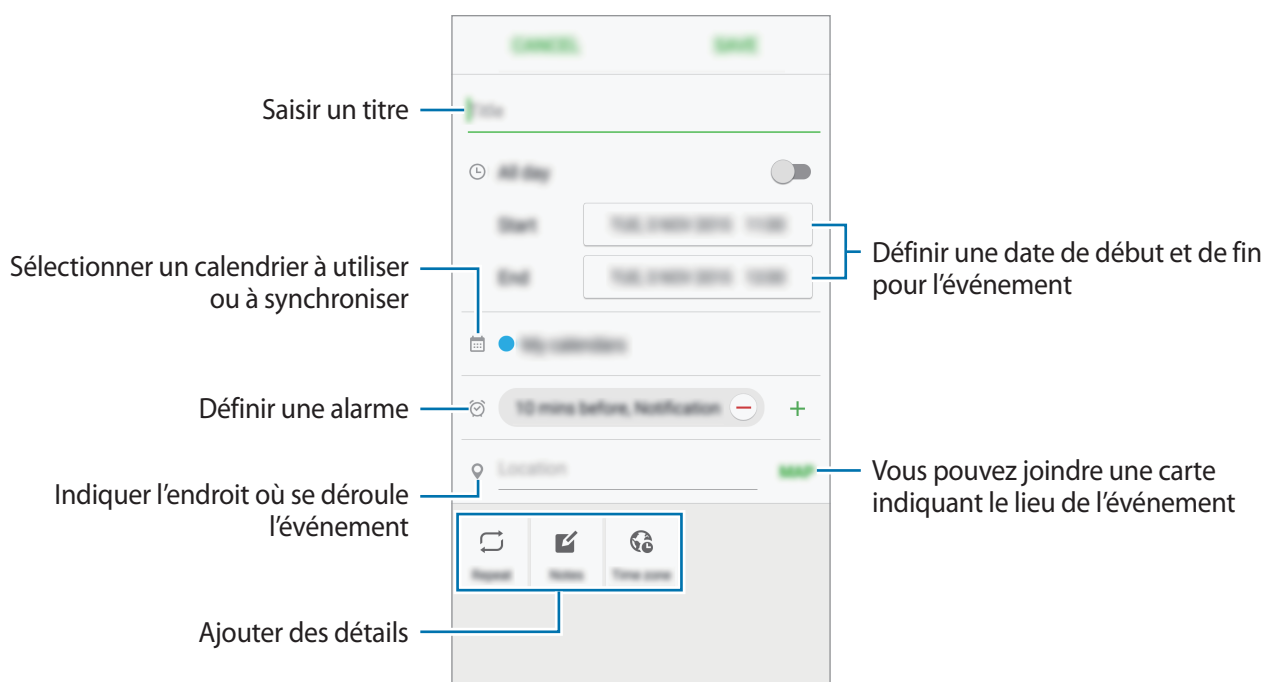 CANCEL
SAVE
Saisir un titre
Title
All day
Start
End
Définir une date de début et de fin
pour l’événement
Sélectionner un calendrier à utiliser
ou à synchroniser
My calendars
Définir une alarme
10 mins before, Notification
Location
MAP
Vous pouvez joindre une carte
indiquant le lieu de l’événement
Indiquer l’endroit où se déroule
l’événement
Repeat
Notes
Time zone
Ajouter des détails